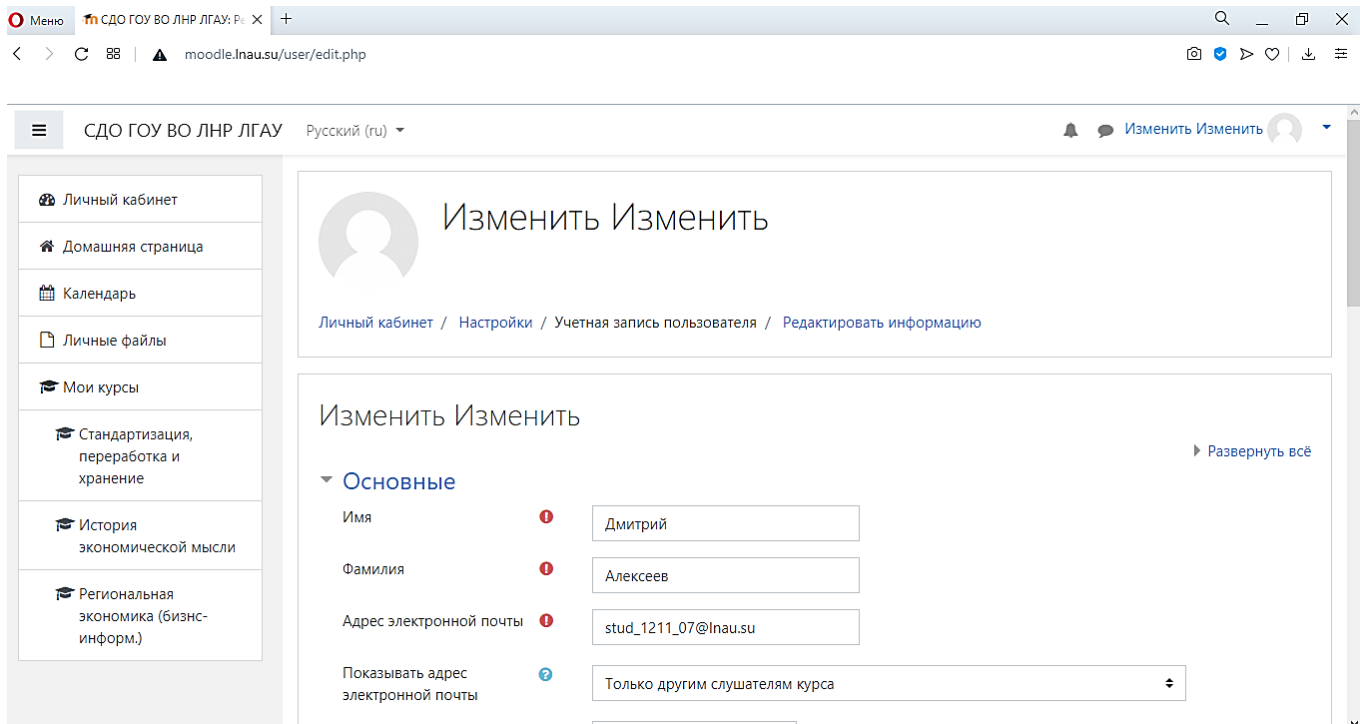 Меню
СДО ГОУ ВО ЛНР ЛГАУ: Ре
moodle.lnau.su/user/edit.php
СДО ГОУ ВО ЛНР ЛГАУ Русский (ru)
Изменить Изменить
Личный кабинет
Домашняя страница
Календарь
Личные файлы
Мои курсы
Стандартизация,
переработка и
хранение
История
экономической мысли
Региональная
экономика (бизнс-
информ.)
Изменить Изменить
Личный кабинет / Настройки / Учетная запись пользователя / Редактировать информацию
Изменить Изменить
Развернуть всё
Основные
Имя
Дмитрий
Фамилия
Алексеев
Адрес электронной почты
stud_1211_07@lnau.su
Показывать адрес
электронной почты
Только другим слушателям курса